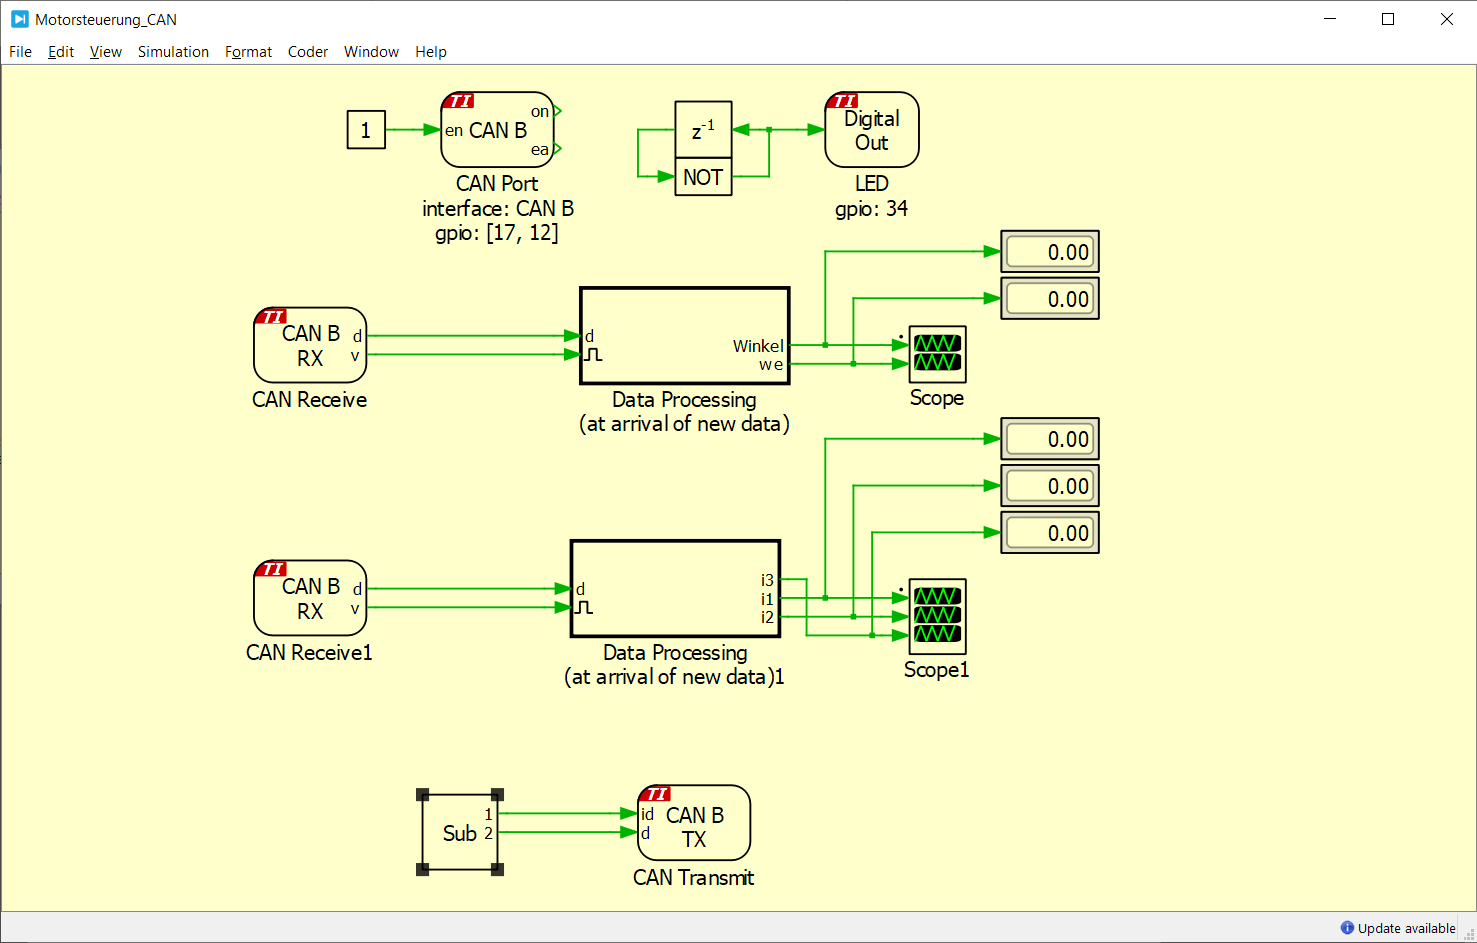 Motorsteuerung_CAN
File Edit View Simulation Format Coder Window Help
1
TI
en CAN B
on
ea
CAN Port
interface: CAN B
gpio: [17, 12]
z-1
NOT
TI
Digital
Out
LED
gpio: 34
0.00
0.00
TI
CAN B
RX
d
v
CAN Receive
d
Winkel
we
Data Processing
(at arrival of new data)
Scope
0.00
0.00
0.00
TI
CAN B
RX
d
v
CAN Receive1
d
i3
i1
i2
Data Processing
(at arrival of new data)1
Scope1
Sub
1
2
TI
id
d
CAN B
TX
CAN Transmit
Update available